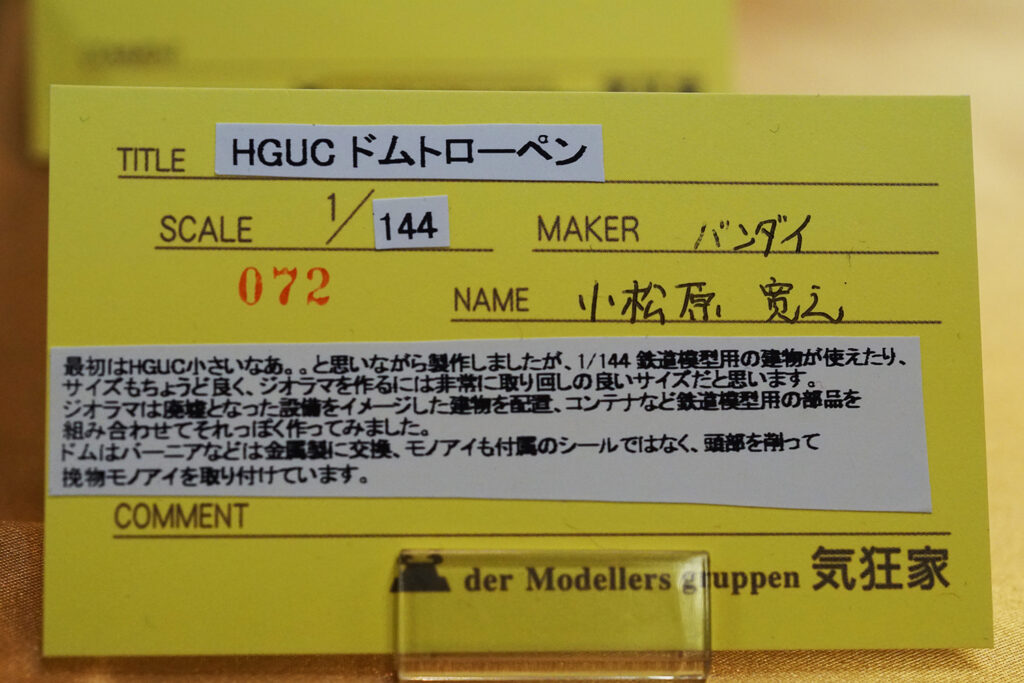 TITLE HGUC ドムトローペン
SCALE 1/144 MAKER バンダイ
072 NAME 小松原 寛之
最初はHGUC小さいなあ。。と思いながら製作しましたが、1/144 鉄道模型用の建物が使えたり、
サイズもちょうど良く、ジオラマを作るには非常に取り回しの良いサイズだと思います。
ジオラマは廃墟となった設備をイメージした建物を配置、コンテナなど鉄道模型用の部品を
組み合わせてそれっぽく作ってみました。
ドムはバーニアなどは金属製に交換、モノアイも付属のシールではなく、頭部を削って
挽物モノアイを取り付けています。
COMMENT
der Modellers gruppen 気狂家